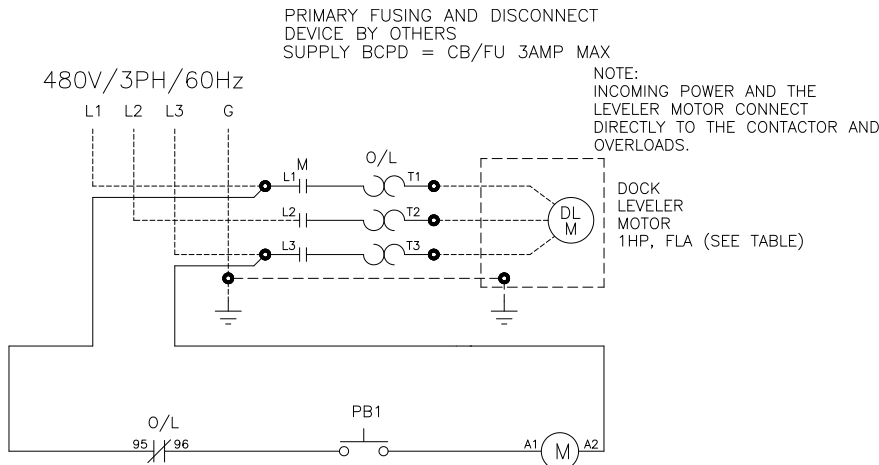 PRIMARY FUSING AND DISCONNECT
DEVICE BY OTHERS
SUPPLY BCPD = CB/FU 3AMP MAX
480V/3PH/60Hz
NOTE:
INCOMING POWER AND THE
LEVELER MOTOR CONNECT
DIRECTLY TO THE CONTACTOR AND
OVERLOADS.
L1 L2 L3 G
M O/L
L1 T1
L2 T2
L3 T3
DL
M
DOCK
LEVELER
MOTOR
1HP, FLA (SEE TABLE)
O/L
95 96
PB1
A1 M A2